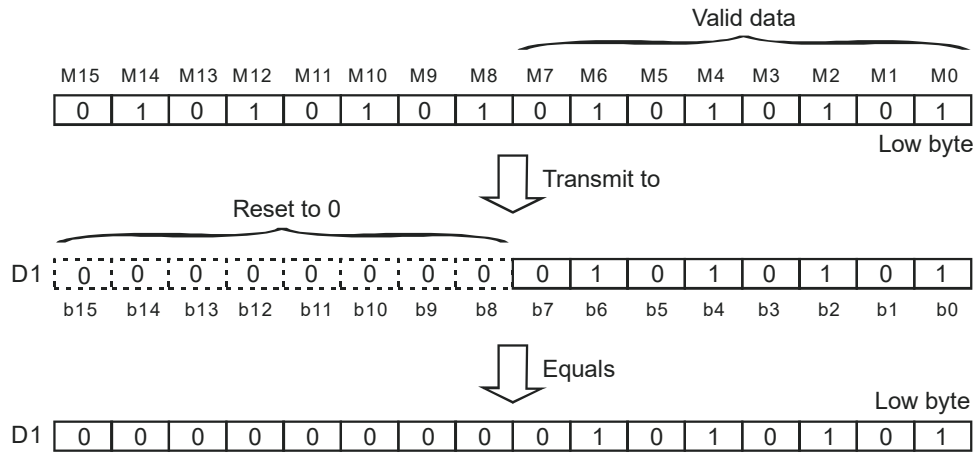 Valid data
M15 M14 M13 M12 M11 M10 M9 M8 M7 M6 M5 M4 M3 M2 M1 M0
0 1 0 1 0 1 0 1 0 1 0 1 0 1 0 1
Low byte
Transmit to
Reset to 0
D1 0 0 0 0 0 0 0 0 0 1 0 1 0 1 0 1
b15 b14 b13 b12 b11 b10 b9 b8 b7 b6 b5 b4 b3 b2 b1 b0
Equals
Low byte
D1 0 0 0 0 0 0 0 0 0 1 0 1 0 1 0 1